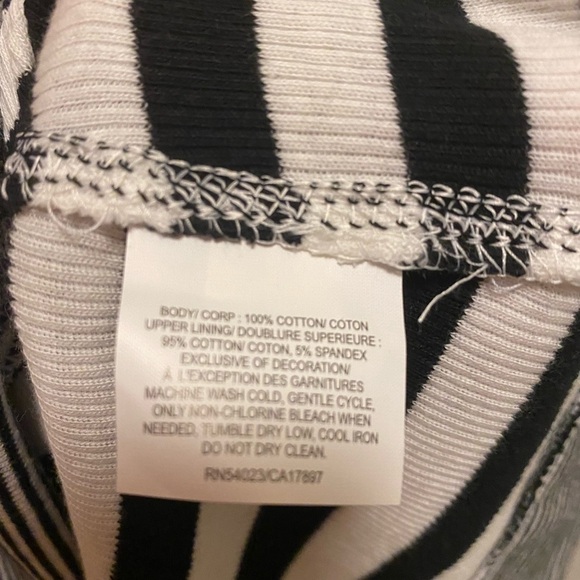 BODY/ CORP : 100% COTTON/ COTON
UPPER LINING/ DOUBLURE SUPERIEURE :
95% COTTON/ COTON, 5% SPANDEX
EXCLUSIVE OF DECORATION/
À L'EXCEPTION DES GARNITURES
MACHINE WASH COLD, GENTLE CYCLE,
ONLY NON-CHLORINE BLEACH WHEN
NEEDED, TUMBLE DRY LOW, COOL IRON
DO NOT DRY CLEAN.
RN54023/CA17897